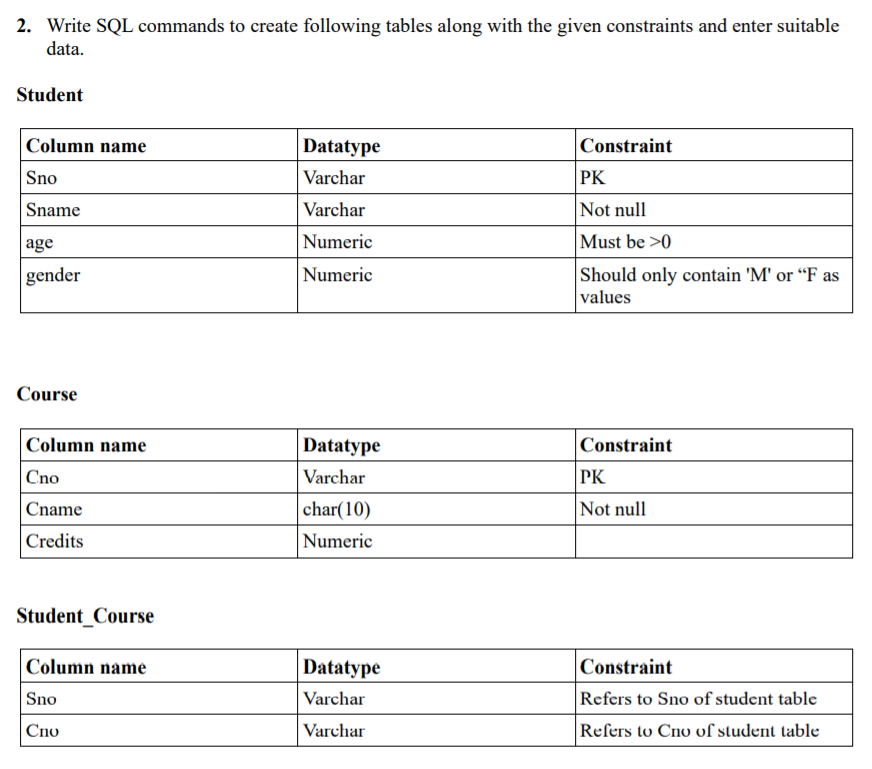 2. Write SQL commands to create following tables along with the given constraints and enter suitable
data.
Student
Column name Datatype Constraint
Sno Varchar PK
Sname Varchar Not null
age Numeric Must be >0
gender Numeric Should only contain 'M' or “F as
values
Course
Column name Datatype Constraint
Cno Varchar PK
Cname char(10) Not null
Credits Numeric
Student_Course
Column name Datatype Constraint
Sno Varchar Refers to Sno of student table
Cno Varchar Refers to Cno of student table